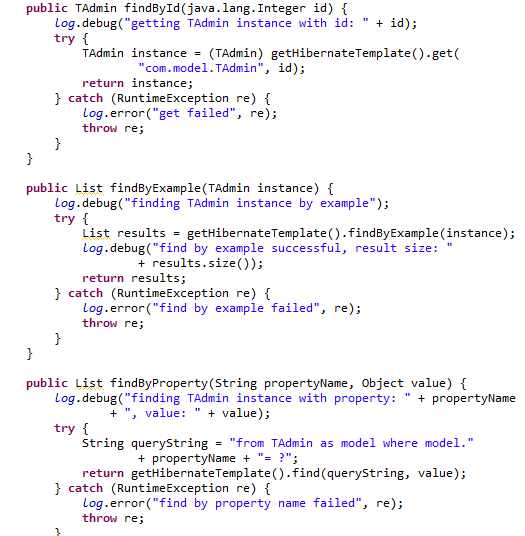 public TAdmin findById(java.lang.Integer id) {
log.debug("getting TAdmin instance with id: " + id);
try {
TAdmin instance = (TAdmin) getHibernateTemplate().get(
"com.model.TAdmin", id);
return instance;
} catch (RuntimeException re) {
log.error("get failed", re);
throw re;
}
}
public List findByExample(TAdmin instance) {
log.debug("finding TAdmin instance by example");
try {
List results = getHibernateTemplate().findByExample(instance);
log.debug("find by example successful, result size: "
+ results.size());
return results;
} catch (RuntimeException re) {
log.error("find by example failed", re);
throw re;
}
}
public List findByProperty(String propertyName, Object value) {
log.debug("finding TAdmin instance with property: " + propertyName
+ ", value: " + value);
try {
String queryString = "from TAdmin as model where model."
+ propertyName + "= ?";
return getHibernateTemplate().find(queryString, value);
} catch (RuntimeException re) {
log.error("find by property name failed", re);
throw re;
}